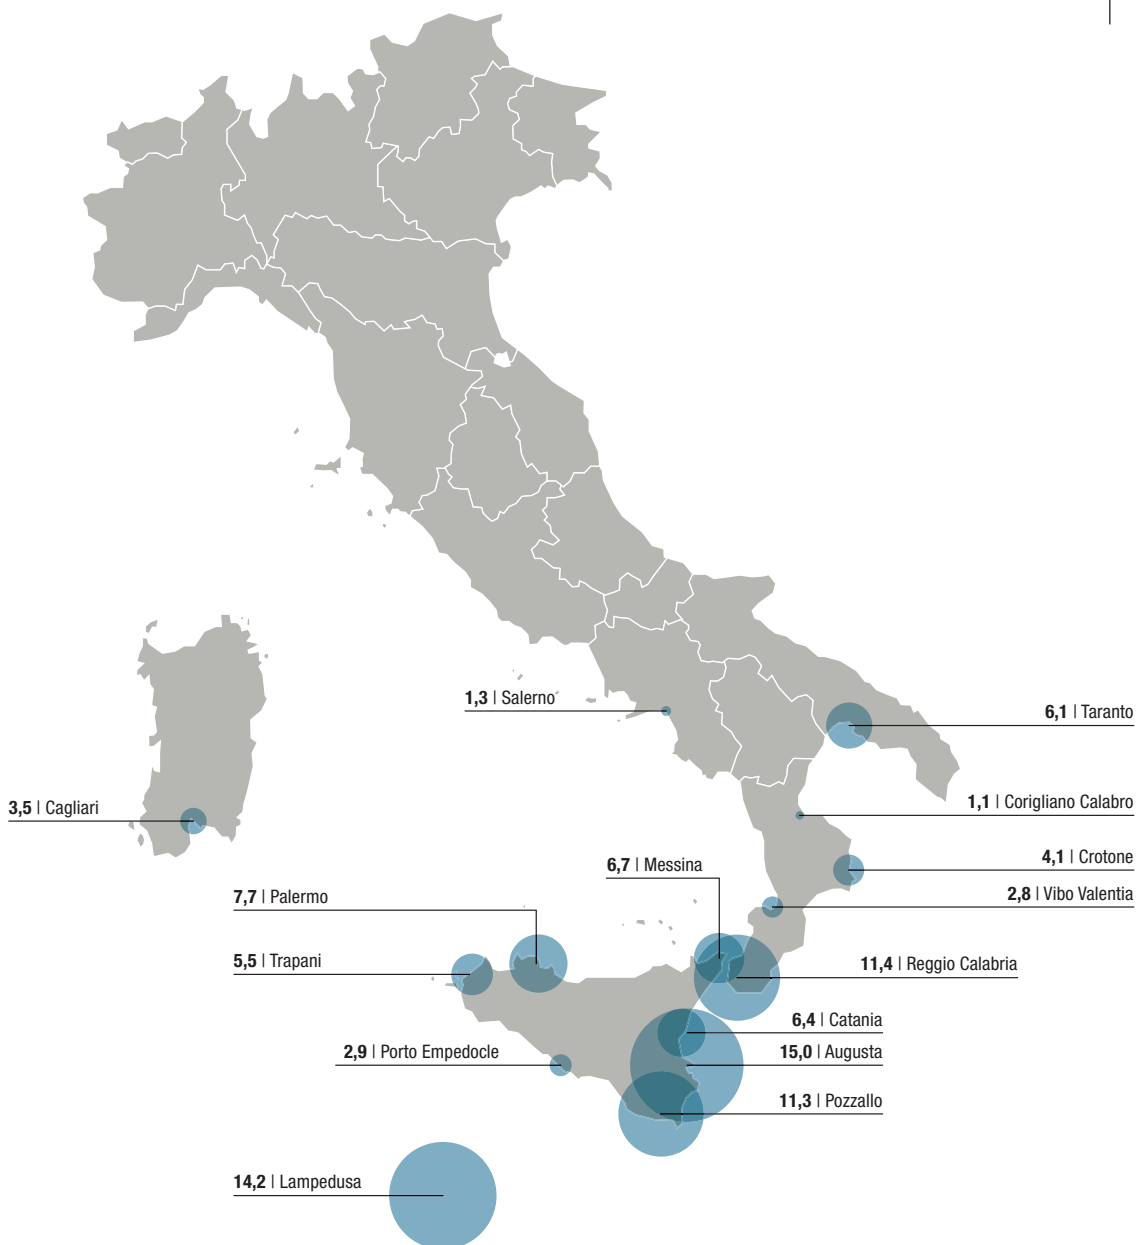 1,3 | Salerno
6,1 | Taranto
3,5 | Cagliari
1,1 | Corigliano Calabro
4,1 | Crotone
6,7 | Messina
2,8 | Vibo Valentia
7,7 | Palermo
5,5 | Trapani
11,4 | Reggio Calabria
6,4 | Catania
2,9 | Porto Empedocle
15,0 | Augusta
11,3 | Pozzallo
14,2 | Lampedusa